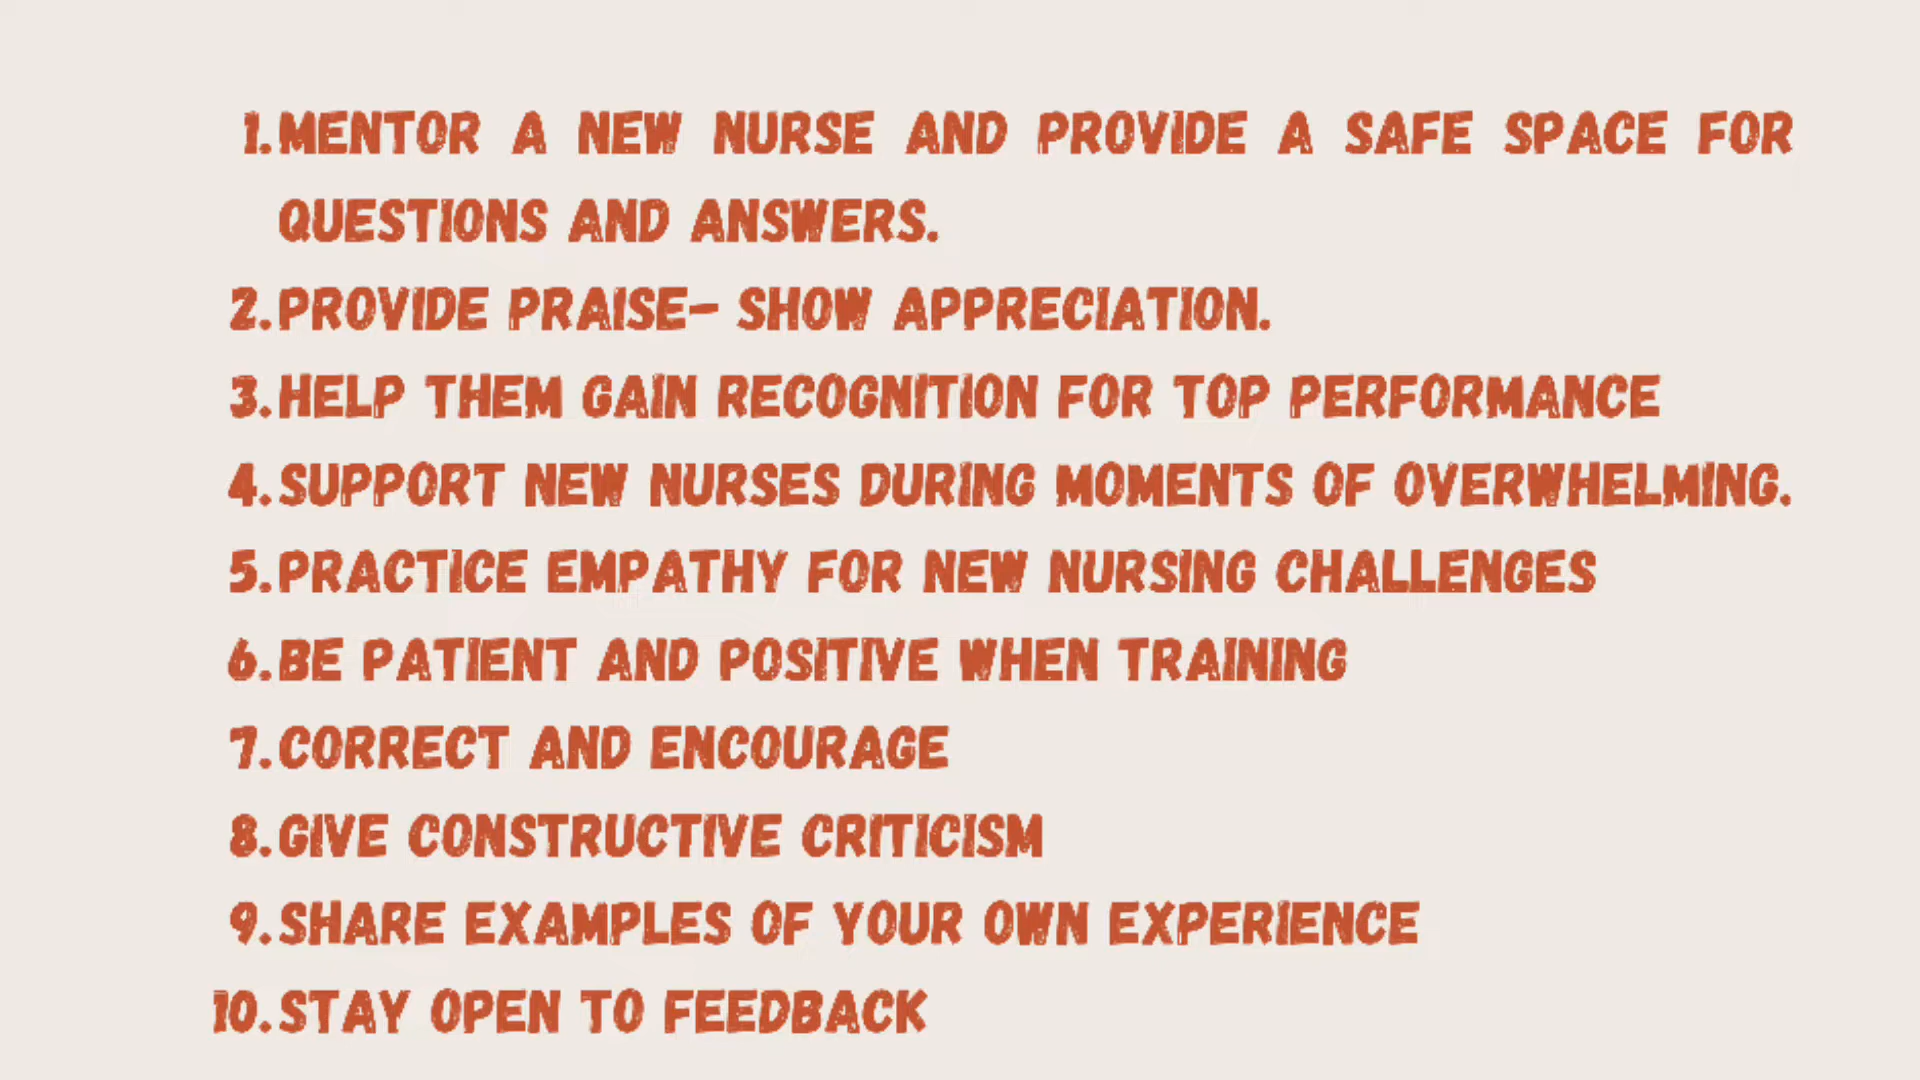 1. MENTOR A NEW NURSE AND PROVIDE A SAFE SPACE FOR
QUESTIONS AND ANSWERS.
2. PROVIDE PRAISE– SHOW APPRECIATION.
3. HELP THEM GAIN RECOGNITION FOR TOP PERFORMANCE
4. SUPPORT NEW NURSES DURING MOMENTS OF OVERWHELMING.
5. PRACTICE EMPATHY FOR NEW NURSING CHALLENGES
6. BE PATIENT AND POSITIVE WHEN TRAINING
7. CORRECT AND ENCOURAGE
8. GIVE CONSTRUCTIVE CRITICISM
9. SHARE EXAMPLES OF YOUR OWN EXPERIENCE
10. STAY OPEN TO FEEDBACK